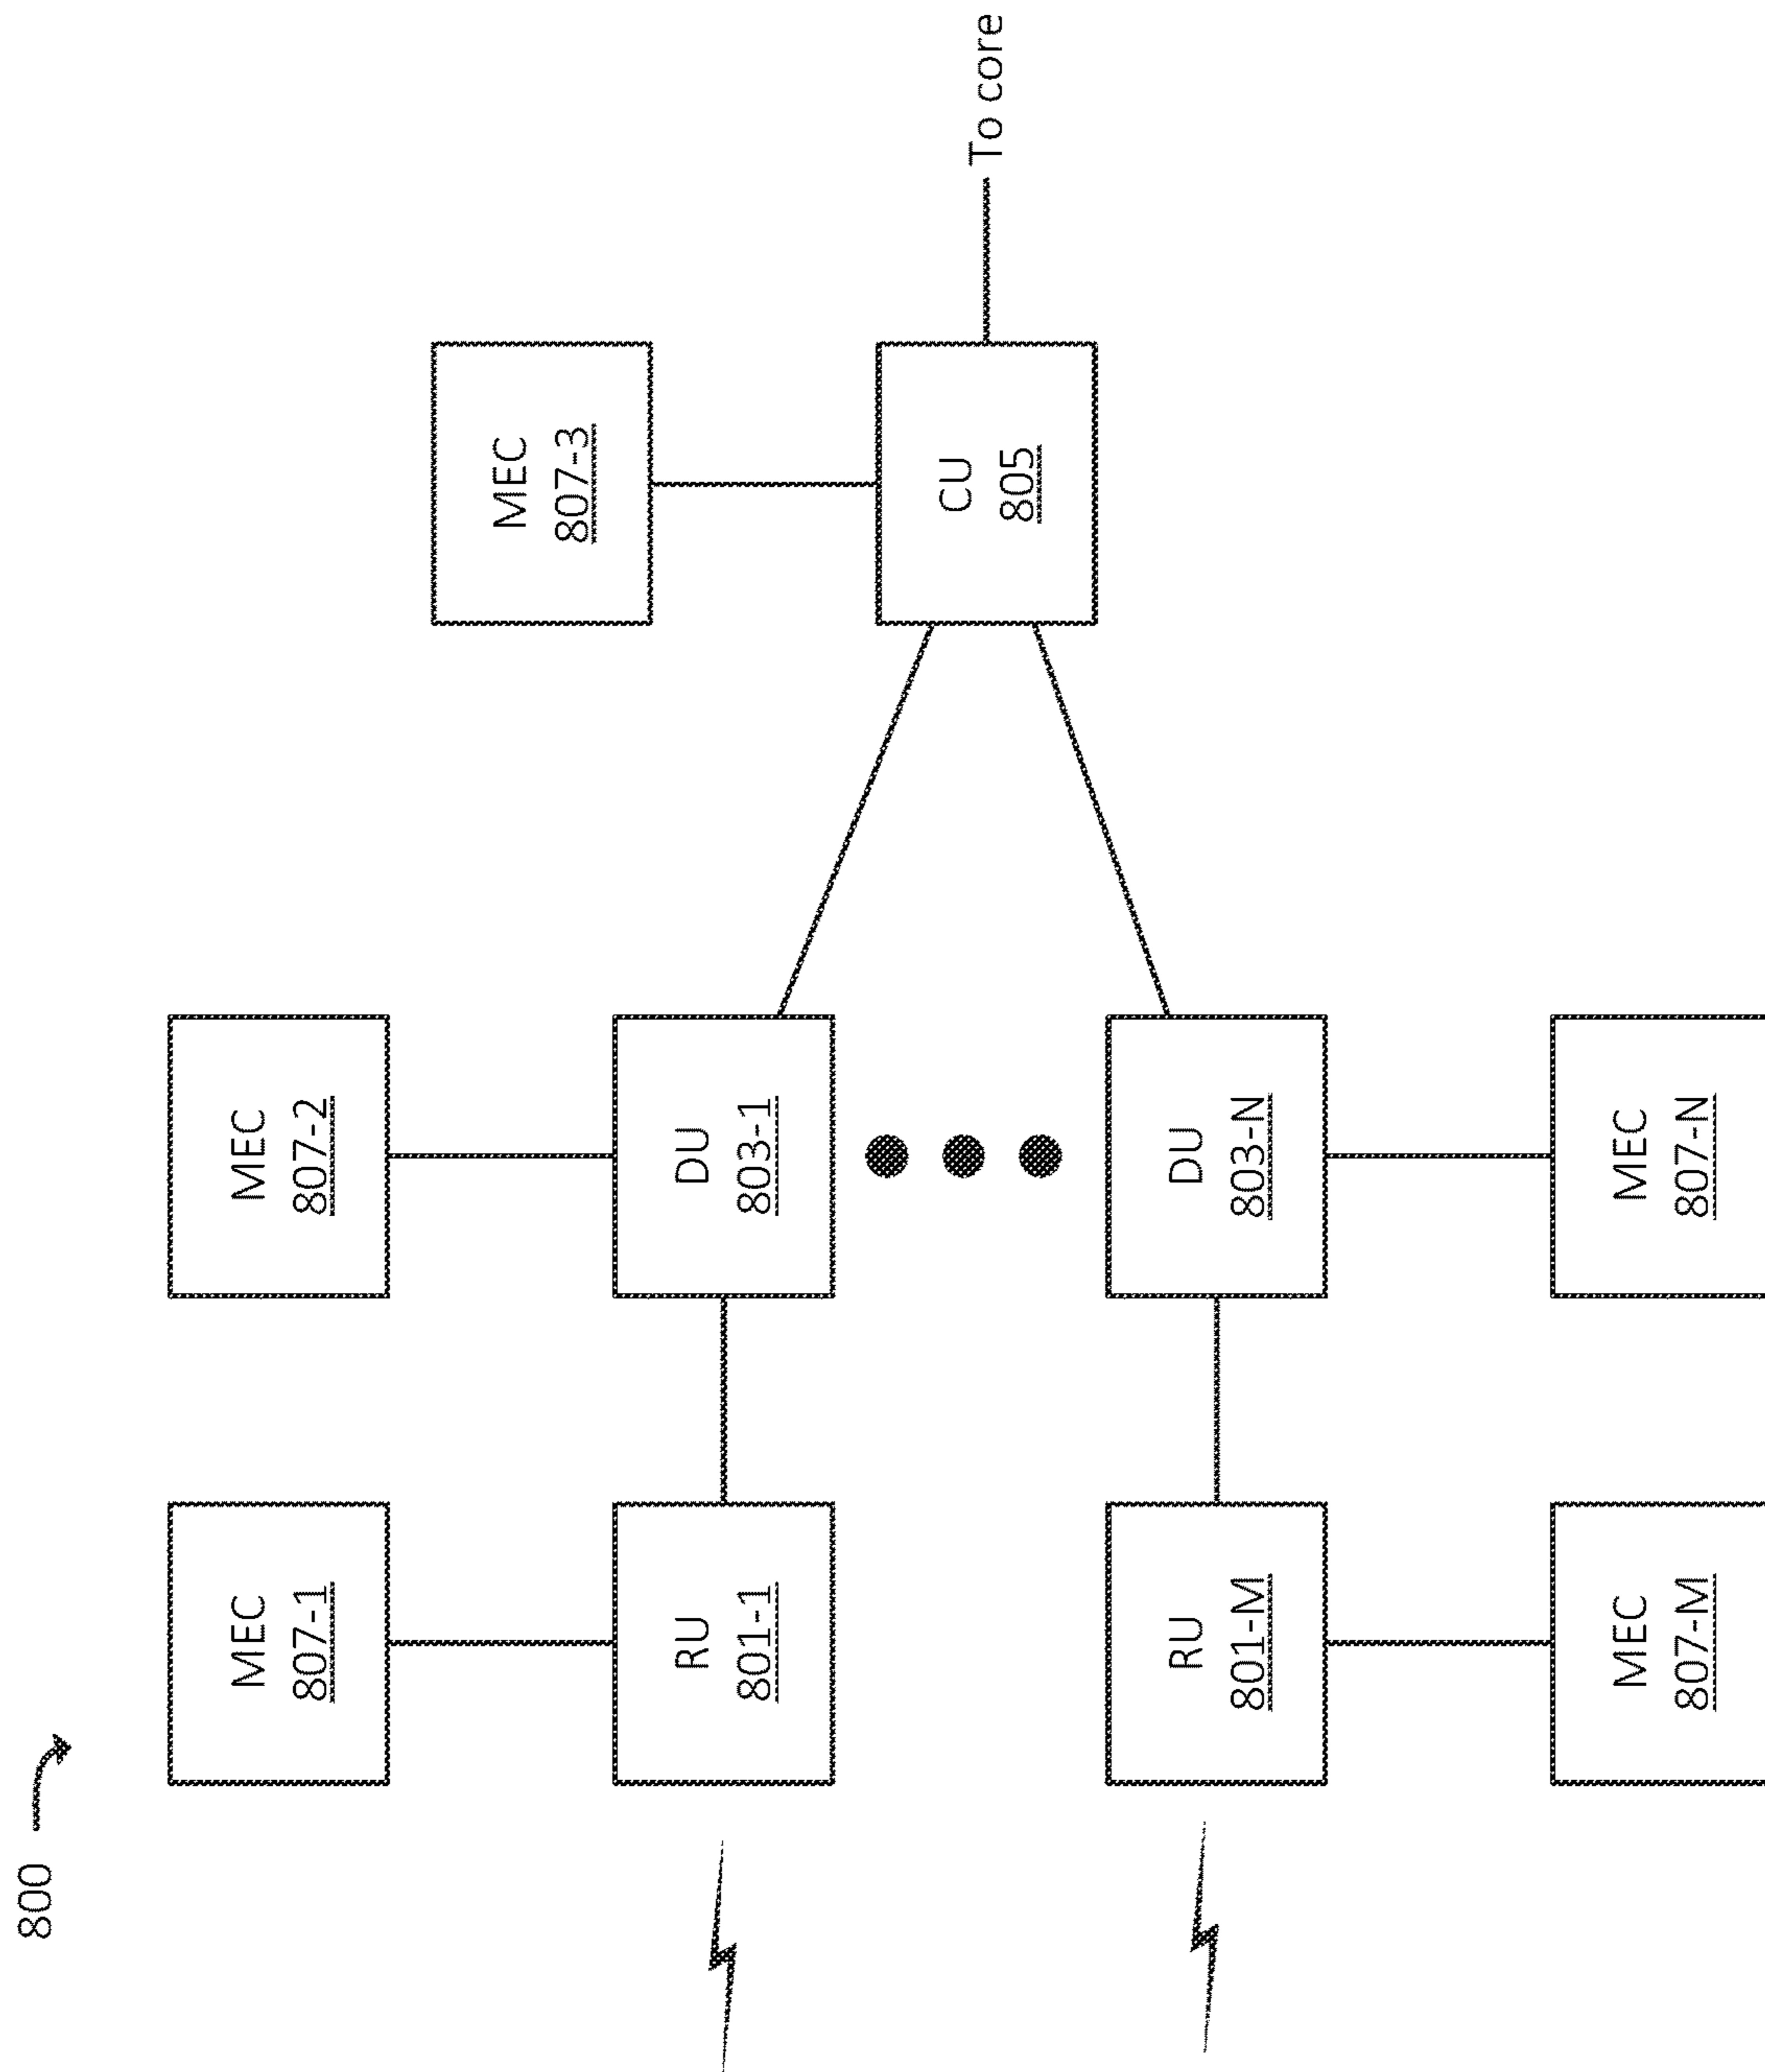 800
MEC
807-1
MEC
807-2
MEC
807-3
RU
801-1
DU
803-1
CU
805
To core
RU
801-M
DU
803-N
MEC
807-M
MEC
807-N